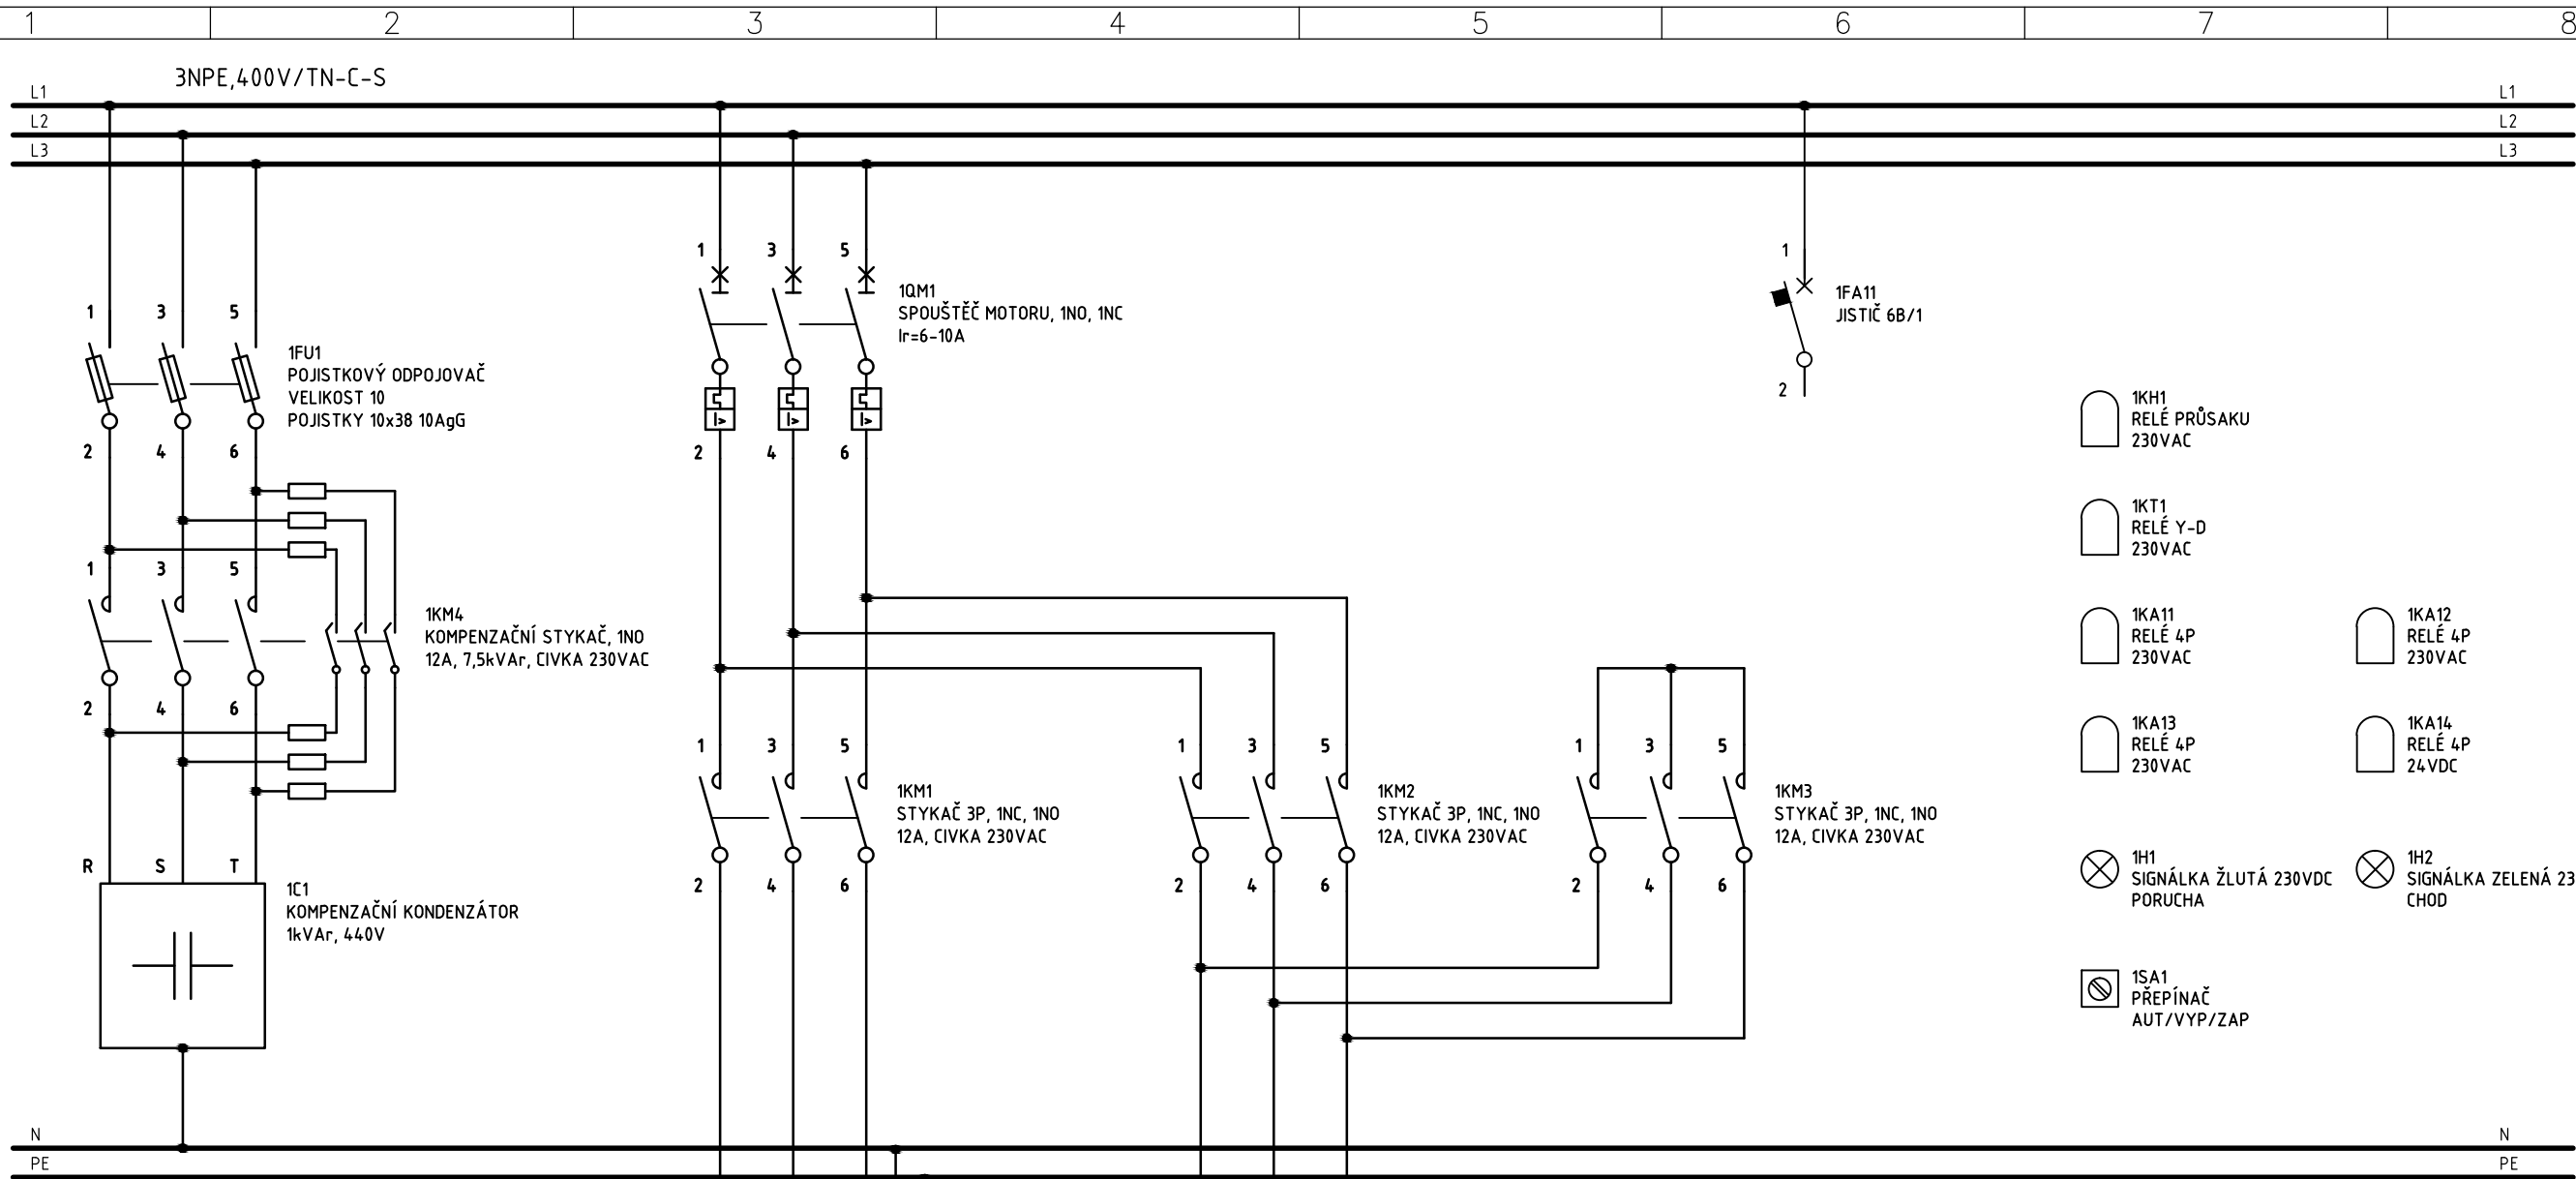 1 2 3 4 5 6 7 8
3NPE,400V/TN-C-S
L1 L1
L2 L2
L3 L3
1 3 5
1FU1
POJISTKOVÝ ODPOJOVAČ
VELIKOST 10
POJISTKY 10x38 10AgG
2 4 6
1 3 5
1KM4
KOMPENZAČNÍ STYKAČ, 1NO
12A, 7,5kVAr, CIVKA 230VAC
2 4 6
R S T
1C1
KOMPENZAČNÍ KONDENZÁTOR
1kVAr, 440V
1 3 5
1QM1
SPOUŠTĚČ MOTORU, 1NO, 1NC
Ir=6-10A
I> I> I>
2 4 6
1 3 5
1KM1
STYKAČ 3P, 1NC, 1NO
12A, CIVKA 230VAC
2 4 6
1 3 5
1KM2
STYKAČ 3P, 1NC, 1NO
12A, CIVKA 230VAC
2 4 6
1 3 5
1KM3
STYKAČ 3P, 1NC, 1NO
12A, CIVKA 230VAC
2 4 6
1
1FA11
JISTIČ 6B/1
2
1KH1
RELÉ PRŮSAKU
230VAC
1KT1
RELÉ Y-D
230VAC
1KA11
RELÉ 4P
230VAC
1KA12
RELÉ 4P
230VAC
1KA13
RELÉ 4P
230VAC
1KA14
RELÉ 4P
24VDC
1H1
SIGNÁLKA ŽLUTÁ 230VDC
PORUCHA
1H2
SIGNÁLKA ZELENÁ 23
CHOD
1SA1
PŘEPÍNAČ
AUT/VYP/ZAP
N N
PE PE